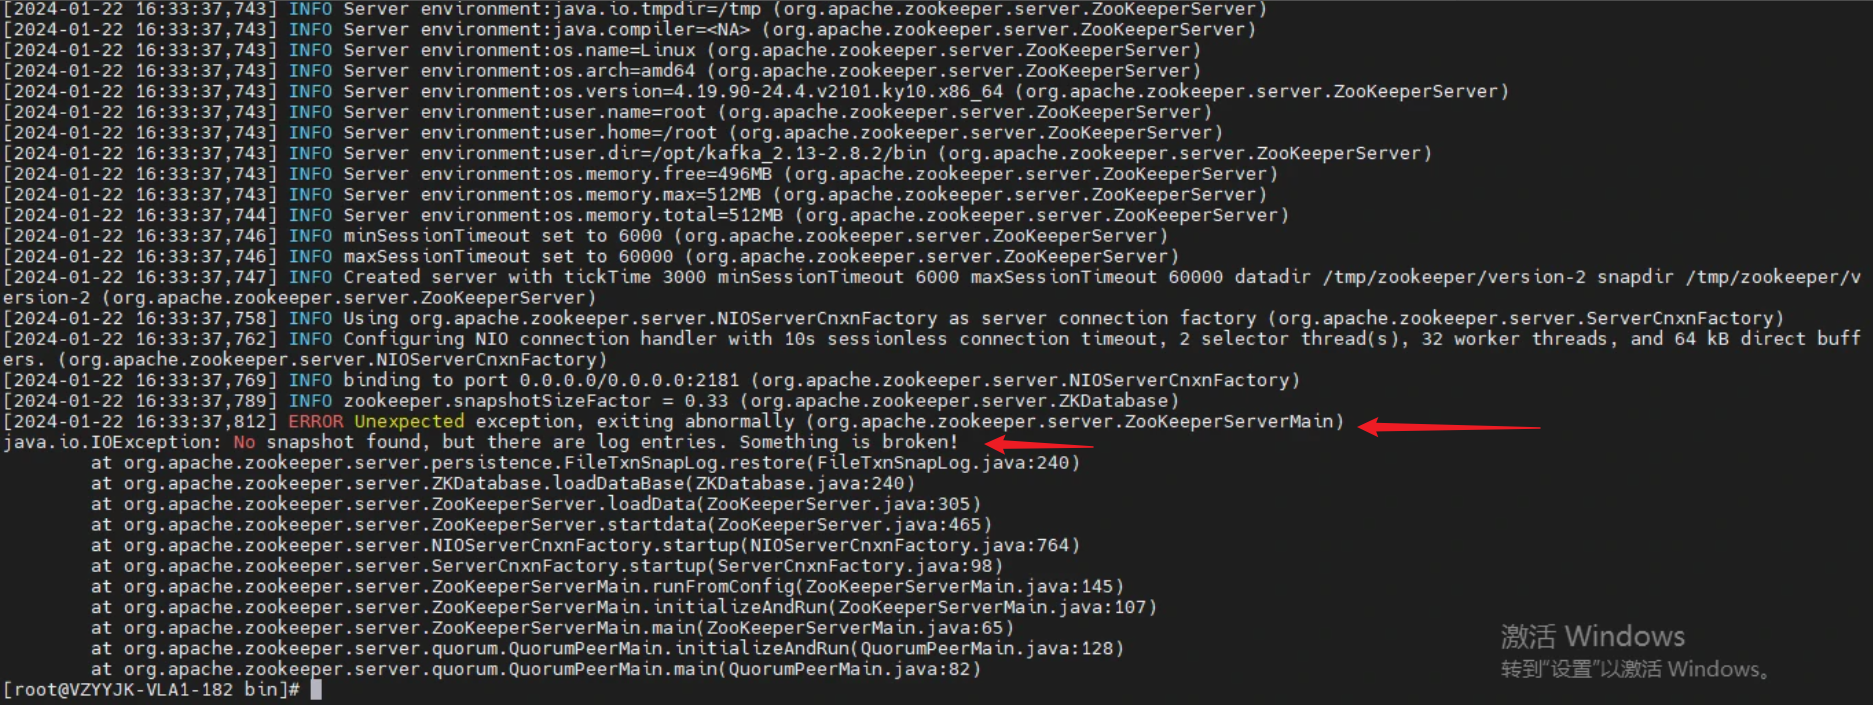 [2024-01-22 16:33:37,743] INFO Server environment:java.io.tmpdir=/tmp (org.apache.zookeeper.server.ZooKeeperServer)
[2024-01-22 16:33:37,743] INFO Server environment:java.compiler=<NA> (org.apache.zookeeper.server.ZooKeeperServer)
[2024-01-22 16:33:37,743] INFO Server environment:os.name=Linux (org.apache.zookeeper.server.ZooKeeperServer)
[2024-01-22 16:33:37,743] INFO Server environment:os.arch=amd64 (org.apache.zookeeper.server.ZooKeeperServer)
[2024-01-22 16:33:37,743] INFO Server environment:os.version=4.19.90-24.4.v2101.ky10.x86_64 (org.apache.zookeeper.server.ZooKeeperServer)
[2024-01-22 16:33:37,743] INFO Server environment:user.name=root (org.apache.zookeeper.server.ZooKeeperServer)
[2024-01-22 16:33:37,743] INFO Server environment:user.home=/root (org.apache.zookeeper.server.ZooKeeperServer)
[2024-01-22 16:33:37,743] INFO Server environment:user.dir=/opt/kafka_2.13-2.8.2/bin (org.apache.zookeeper.server.ZooKeeperServer)
[2024-01-22 16:33:37,743] INFO Server environment:os.memory.free=496MB (org.apache.zookeeper.server.ZooKeeperServer)
[2024-01-22 16:33:37,743] INFO Server environment:os.memory.max=512MB (org.apache.zookeeper.server.ZooKeeperServer)
[2024-01-22 16:33:37,744] INFO Server environment:os.memory.total=512MB (org.apache.zookeeper.server.ZooKeeperServer)
[2024-01-22 16:33:37,746] INFO minSessionTimeout set to 6000 (org.apache.zookeeper.server.ZooKeeperServer)
[2024-01-22 16:33:37,746] INFO maxSessionTimeout set to 60000 (org.apache.zookeeper.server.ZooKeeperServer)
[2024-01-22 16:33:37,747] INFO Created server with tickTime 3000 minSessionTimeout 6000 maxSessionTimeout 60000 datadir /tmp/zookeeper/version-2 snapdir /tmp/zookeeper/v
ersion-2 (org.apache.zookeeper.server.ZooKeeperServer)
[2024-01-22 16:33:37,758] INFO Using org.apache.zookeeper.server.NIOServerCnxnFactory as server connection factory (org.apache.zookeeper.server.ServerCnxnFactory)
[2024-01-22 16:33:37,762] INFO Configuring NIO connection handler with 10s sessionless connection timeout, 2 selector thread(s), 32 worker threads, and 64 kB direct buff
ers. (org.apache.zookeeper.server.NIOServerCnxnFactory)
[2024-01-22 16:33:37,769] INFO binding to port 0.0.0.0/0.0.0.0:2181 (org.apache.zookeeper.server.NIOServerCnxnFactory)
[2024-01-22 16:33:37,789] INFO zookeeper.snapshotSizeFactor = 0.33 (org.apache.zookeeper.server.ZKDatabase)
[2024-01-22 16:33:37,812] ERROR Unexpected exception, exiting abnormally (org.apache.zookeeper.server.ZooKeeperServerMain)
java.io.IOException: No snapshot found, but there are log entries. Something is broken!
at org.apache.zookeeper.server.persistence.FileTxnSnapLog.restore(FileTxnSnapLog.java:240)
at org.apache.zookeeper.server.ZKDatabase.loadDataBase(ZKDatabase.java:240)
at org.apache.zookeeper.server.ZooKeeperServer.loadData(ZooKeeperServer.java:305)
at org.apache.zookeeper.server.ZooKeeperServer.startdata(ZooKeeperServer.java:465)
at org.apache.zookeeper.server.NIOServerCnxnFactory.startup(NIOServerCnxnFactory.java:764)
at org.apache.zookeeper.server.ServerCnxnFactory.startup(ServerCnxnFactory.java:98)
at org.apache.zookeeper.server.ZooKeeperServerMain.runFromConfig(ZooKeeperServerMain.java:145)
at org.apache.zookeeper.server.ZooKeeperServerMain.initializeAndRun(ZooKeeperServerMain.java:107)
at org.apache.zookeeper.server.ZooKeeperServerMain.main(ZooKeeperServerMain.java:65)
at org.apache.zookeeper.server.quorum.QuorumPeerMain.initializeAndRun(QuorumPeerMain.java:128)
at org.apache.zookeeper.server.quorum.QuorumPeerMain.main(QuorumPeerMain.java:82)
[root@VZYYJK-VLA1-182 bin]#
激活 Windows
转到“设置”以激活 Windows。